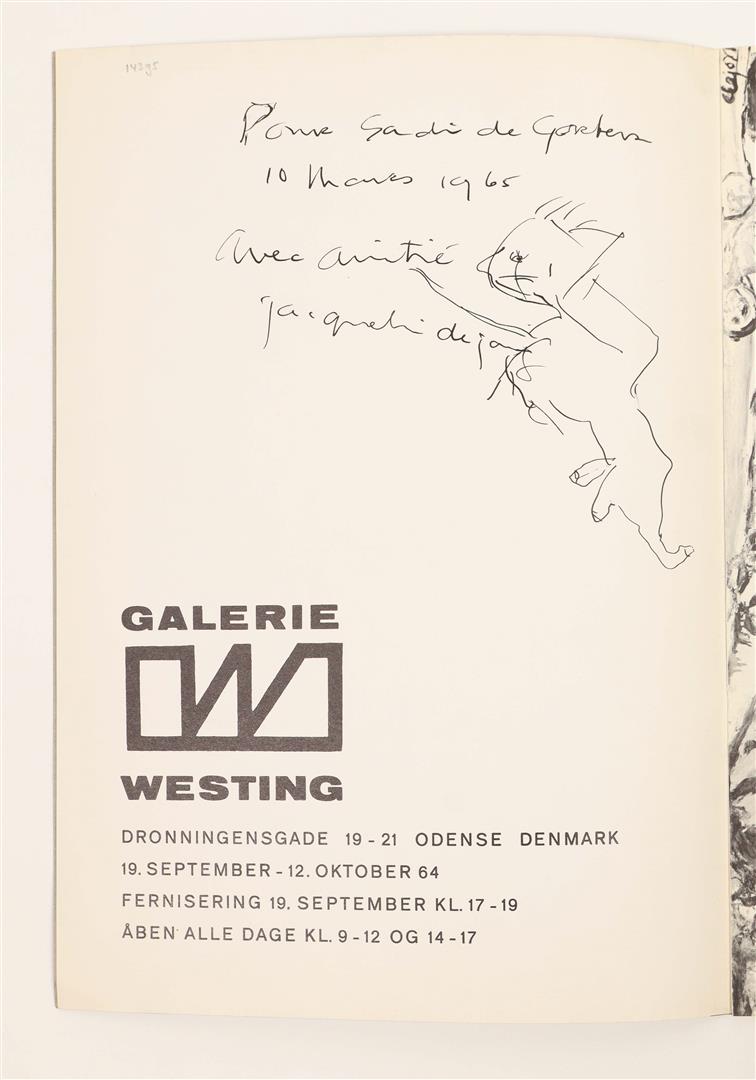 14395
Pour Sadi de Gorter
10 Mars 1965
Avec amitié
Jacqueline de Jong
GALERIE
W
WESTING
DRONNINGENSGADE 19 - 21 ODENSE DENMARK
19. SEPTEMBER - 12. OKTOBER 64
FERNISERING 19. SEPTEMBER KL. 17 - 19
ÅBEN ALLE DAGE KL. 9 - 12 OG 14 - 17